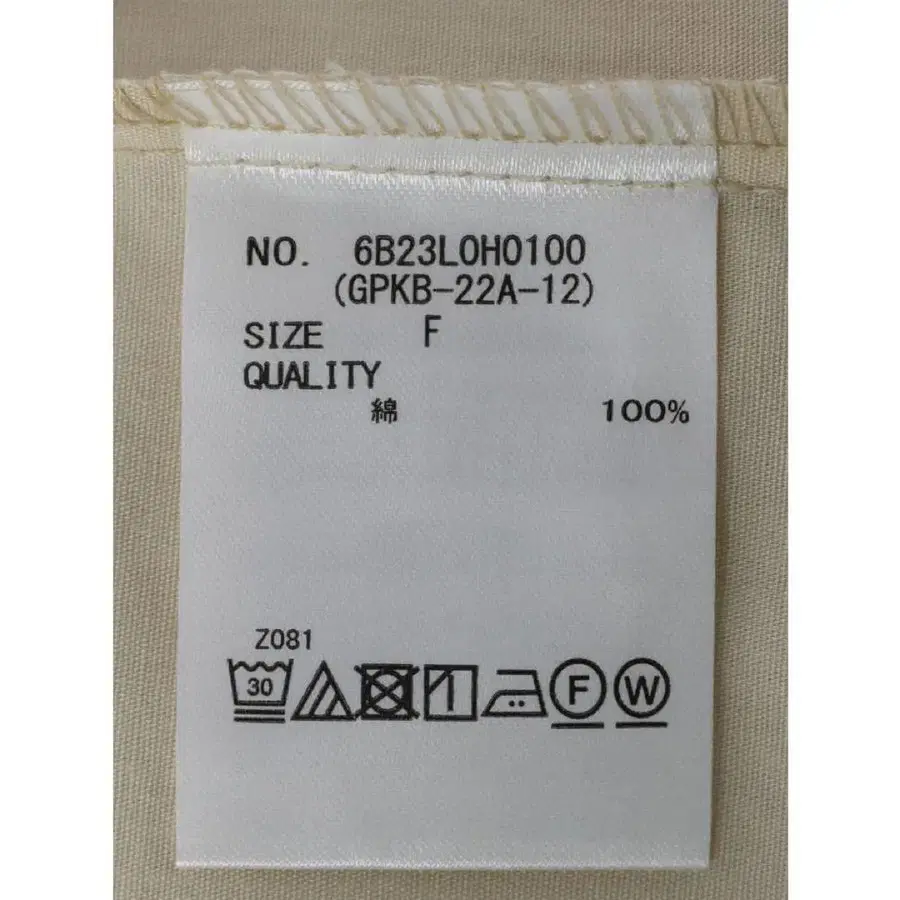 NO. 6B23L0H0100
(GPKB-22A-12)
SIZE F
QUALITY
綿 100%
Z081
30 F W